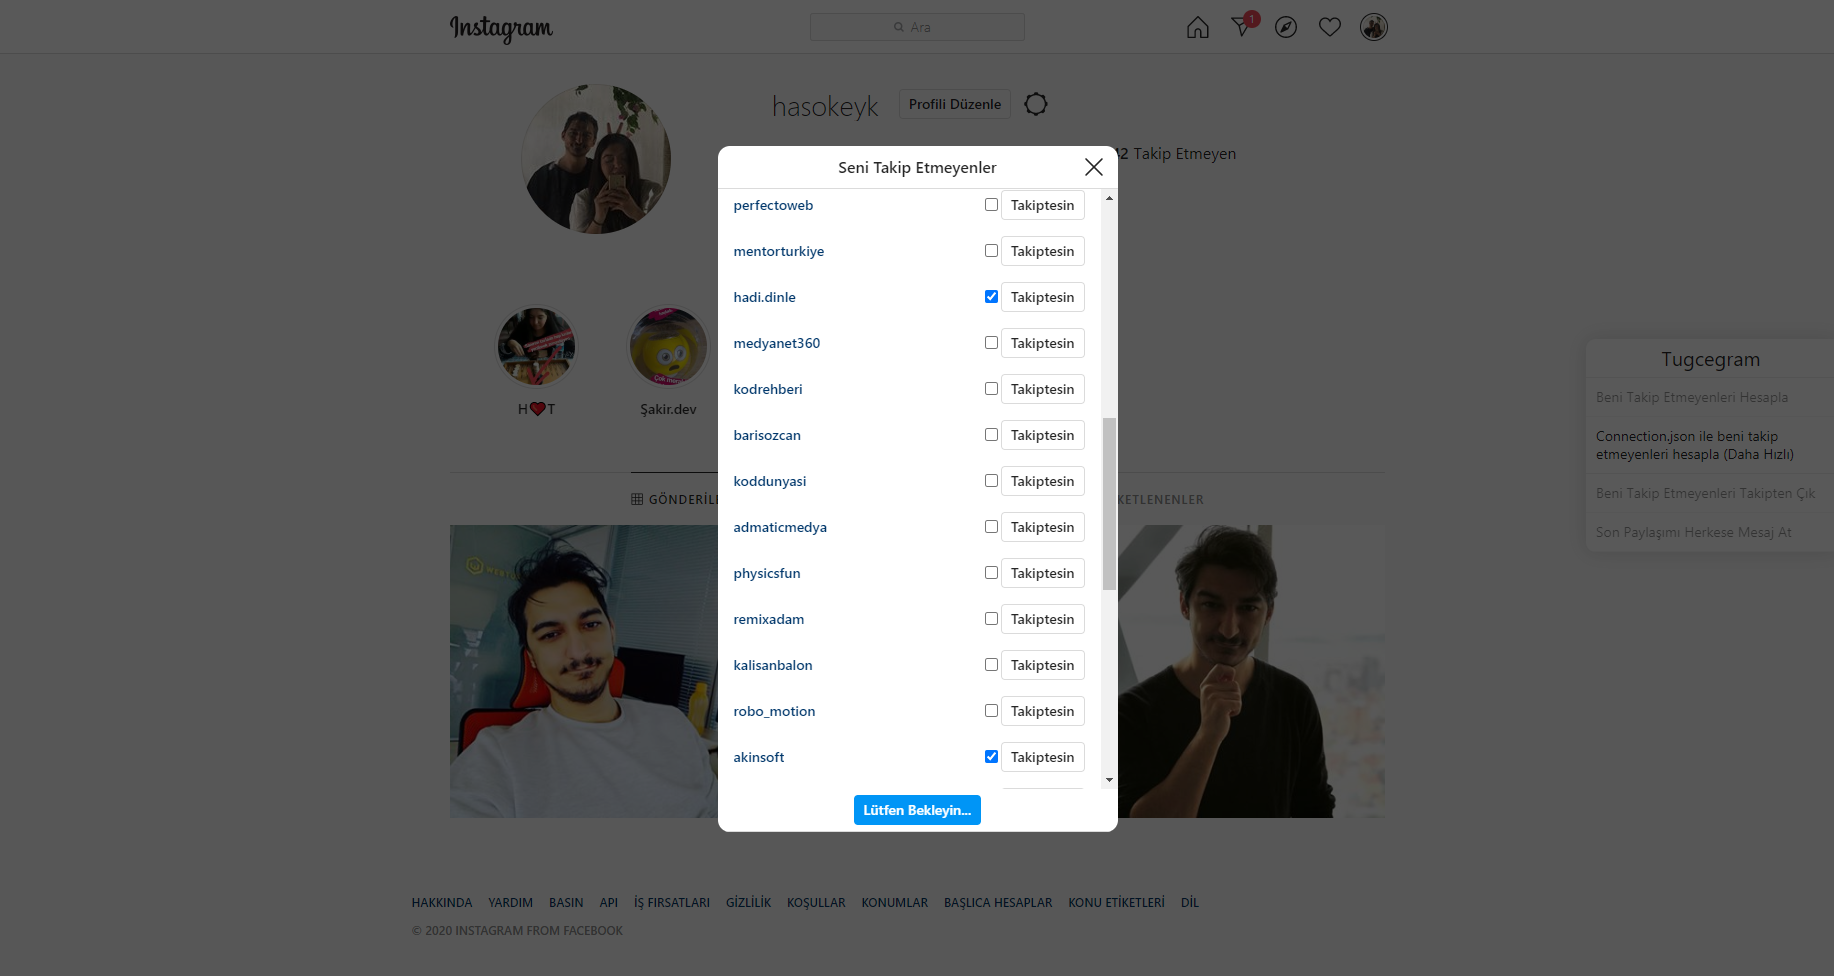 Instagram
Ara
1
hasokeyk
Profili Düzenle
42 Takip Etmeyen
Seni Takip Etmeyenler
perfectoweb Takiptesin
mentorturkiye Takiptesin
hadi.dinle Takiptesin
medyanet360 Takiptesin
kodrehberi Takiptesin
barisozcan Takiptesin
koddunyasi Takiptesin
admaticmedya Takiptesin
physicsfun Takiptesin
remixadam Takiptesin
kalisanbalon Takiptesin
robo_motion Takiptesin
akinsoft Takiptesin
Lütfen Bekleyin...
H❤T
Şakir.dev
GÖNDERİLE
KETLENENLER
Tugcegram
Beni Takip Etmeyenleri Hesapla
Connection.json ile beni takip
etmeyenleri hesapla (Daha Hızlı)
Beni Takip Etmeyenleri Takipten Çık
Son Paylaşımı Herkese Mesaj At
HAKKINDA YARDIM BASIN API İŞ FIRSATLARI GİZLİLİK KOŞULLAR KONUMLAR BAŞLICA HESAPLAR KONU ETİKETLERİ DİL
© 2020 INSTAGRAM FROM FACEBOOK